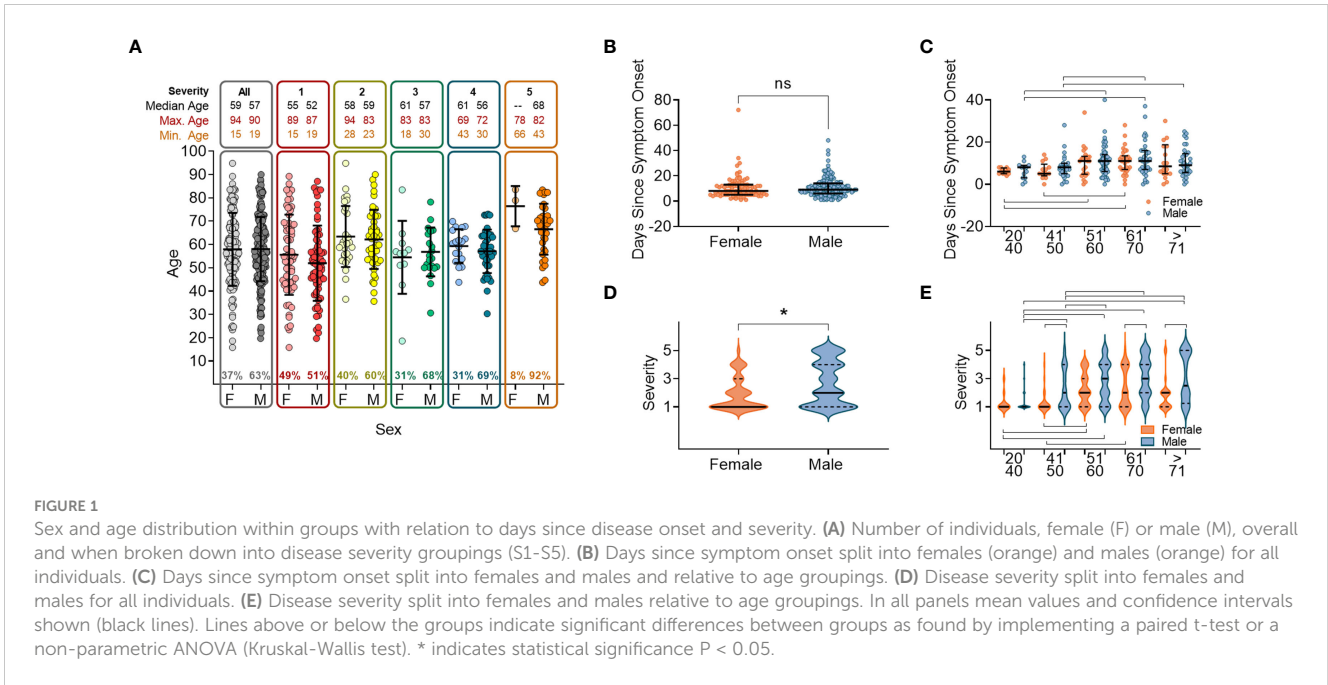 A
Severity All 1 2 3 4 5
Median Age 59 57 55 52 58 59 61 57 61 56 -- 68
Max. Age 94 90 89 87 94 83 83 83 69 72 78 82
Min. Age 15 19 15 19 28 23 18 30 43 30 66 43
Age
100
90
80
70
60
50
40
30
20
10
37% 63% 49% 51% 40% 60% 31% 68% 31% 69% 8% 92%
F M F M F M F M F M F M
Sex
B
Days Since Symptom Onset
80
60
40
20
0
-20
ns
Female Male
C
Days Since Symptom Onset
40
20
0
-20
Female
Male
20 41 51 61 >
40 50 60 70 71
D
Severity
5
3
1
*
Female Male
E
Severity
5
3
1
Female
Male
20 41 51 61 >
40 50 60 70 71
FIGURE 1
Sex and age distribution within groups with relation to days since disease onset and severity. (A) Number of individuals, female (F) or male (M), overall
and when broken down into disease severity groupings (S1-S5). (B) Days since symptom onset split into females (orange) and males (orange) for all
individuals. (C) Days since symptom onset split into females and males and relative to age groupings. (D) Disease severity split into females and
males for all individuals. (E) Disease severity split into females and males relative to age groupings. In all panels mean values and confidence intervals
shown (black lines). Lines above or below the groups indicate significant differences between groups as found by implementing a paired t-test or a
non-parametric ANOVA (Kruskal-Wallis test). * indicates statistical significance P < 0.05.